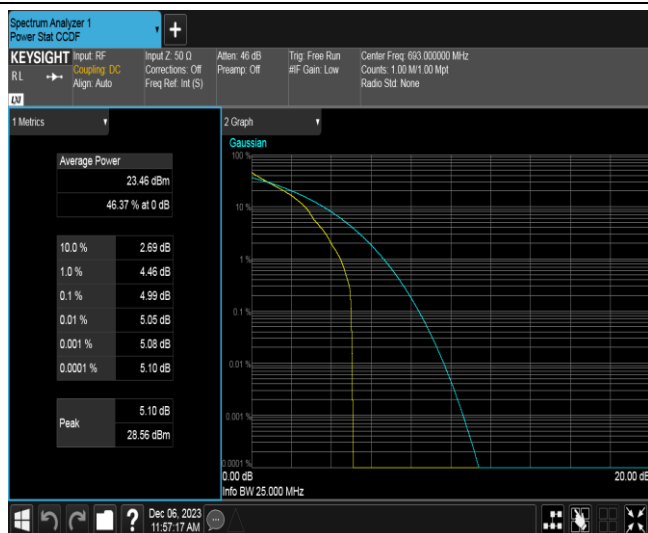 Spectrum Analyzer 1
Power Stat CCDF
+
KEYSIGHT
RL
LXI
Input: RF
Coupling: DC
Align: Auto
Input Z: 50 Ω
Corrections: Off
Freq Ref: Int (S)
Atten: 46 dB
Preamp: Off
Trig: Free Run
#IF Gain: Low
Center Freq: 693.000000 MHz
Counts: 1.00 M/1.00 Mpt
Radio Std: None
1 Metrics
Average Power
23.46 dBm
46.37 % at 0 dB
10.0 % 2.69 dB
1.0 % 4.46 dB
0.1 % 4.99 dB
0.01 % 5.05 dB
0.001 % 5.08 dB
0.0001 % 5.10 dB
Peak
5.10 dB
28.56 dBm
2 Graph
Gaussian
100 %
10 %
1 %
0.1 %
0.01 %
0.001 %
0.0001 %
0.00 dB
20.00 dB
Info BW 25.000 MHz
?
Dec 06, 2023
11:57:17 AM